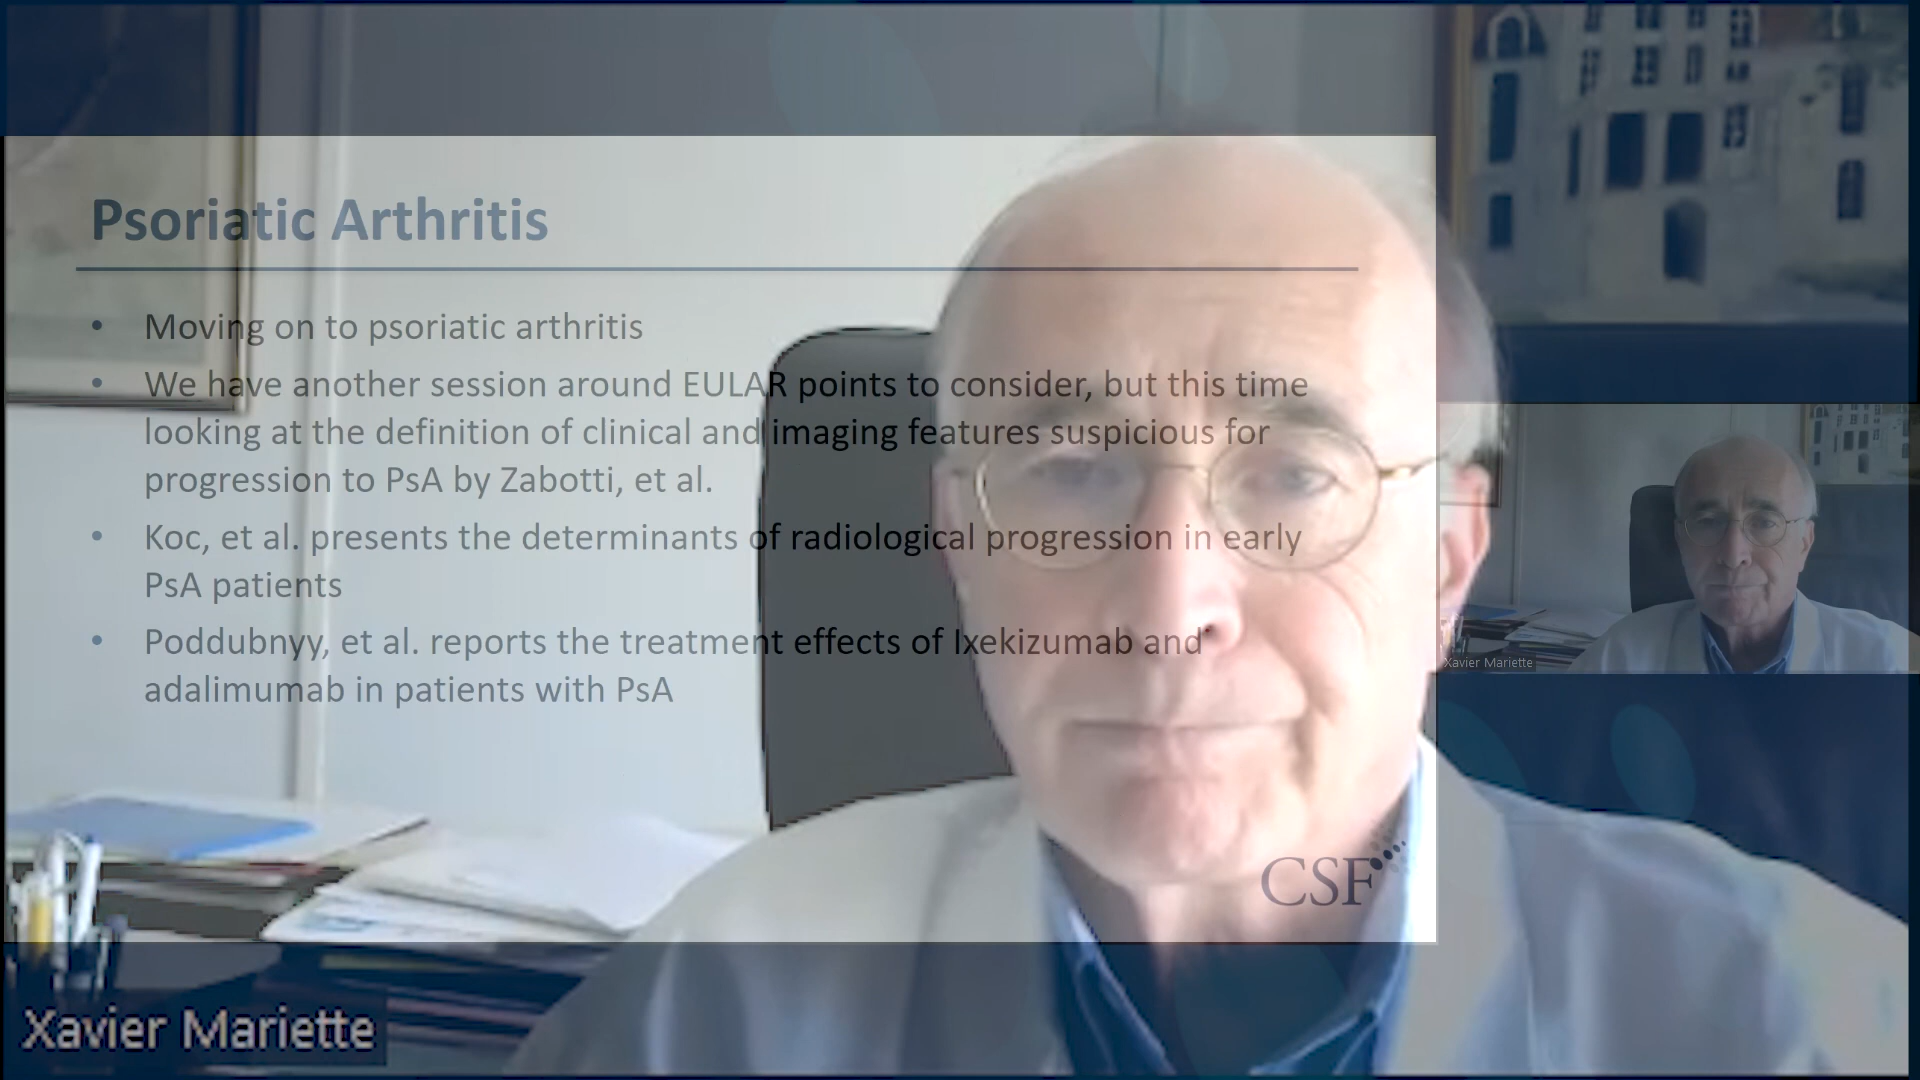 Psoriatic Arthritis
• Moving on to psoriatic arthritis
• We have another session around EULAR points to consider, but this time
looking at the definition of clinical and imaging features suspicious for
progression to PsA by Zabotti, et al.
• Koc, et al. presents the determinants of radiological progression in early
PsA patients
• Poddubnyy, et al. reports the treatment effects of Ixekizumab and
adalimumab in patients with PsA
Xavier Mariette
CSF
Xavier Mariette